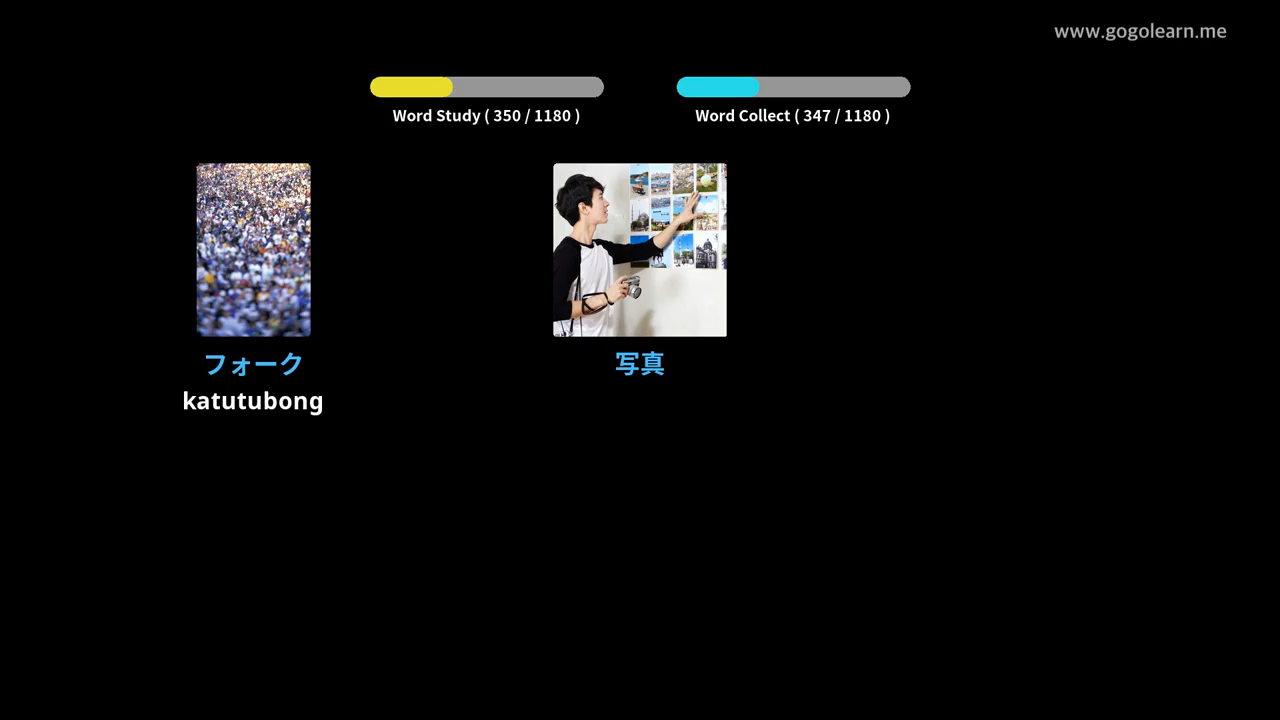 www.gogolearn.me
Word Study ( 350 / 1180 )
Word Collect ( 347 / 1180 )
フォーク
katutubong
写真